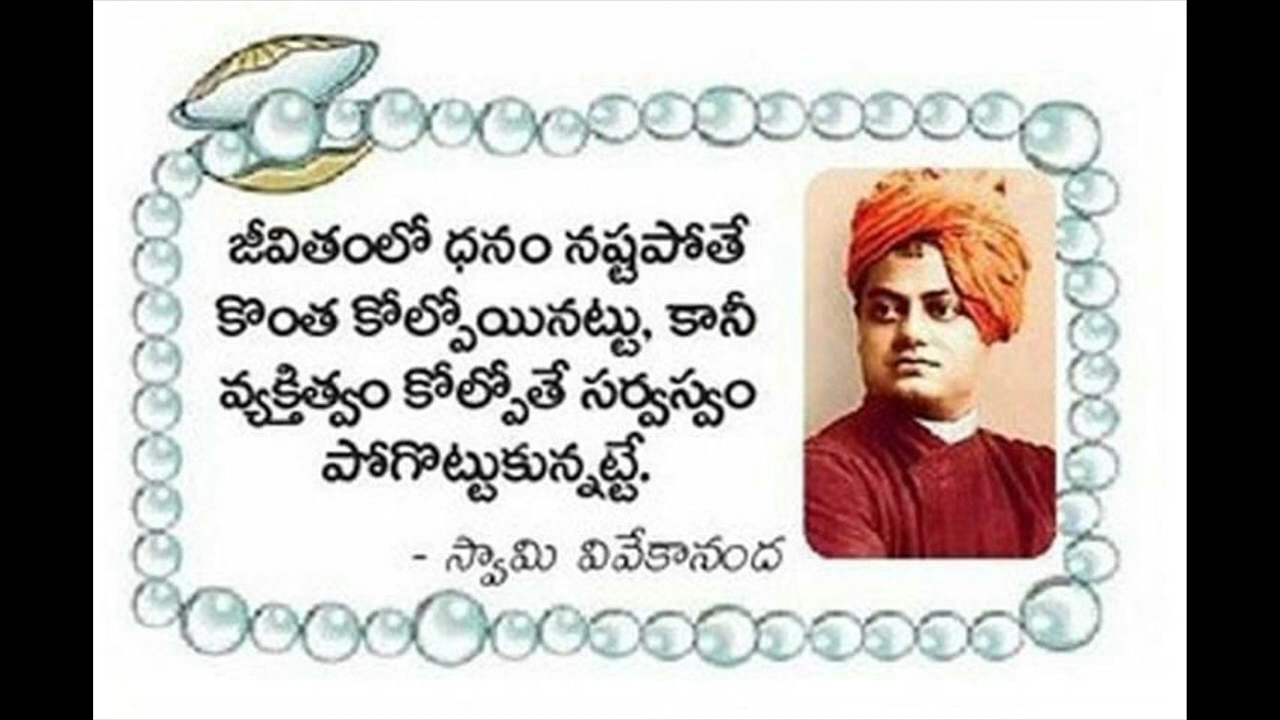 జీవితంలో ధనం నష్టపోతే
కొంత కోల్పోయినట్టు, కానీ
వ్యక్తిత్వం కోల్పోతే సర్వస్వం
పోగొట్టుకున్నట్టే.
- స్వామి వివేకానంద